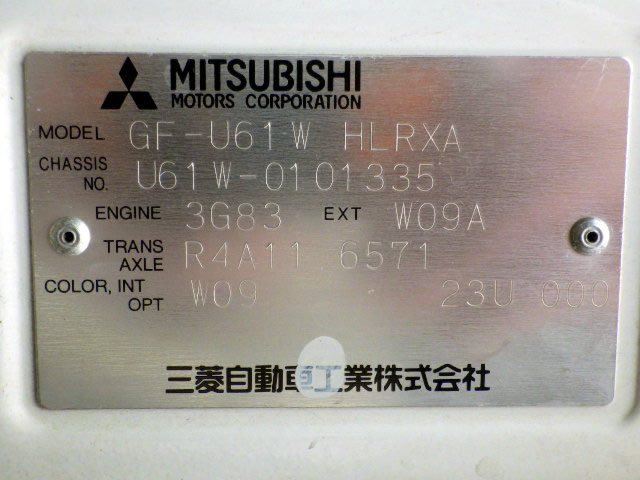 MITSUBISHI
MOTORS CORPORATION
MODEL GF-U61W HLRXA
CHASSIS NO. U61W-0101335
ENGINE 3G83 EXT W09A
TRANS AXLE R4A11 6571
COLOR, INT OPT W09 23U 000
三菱自動車工業株式会社